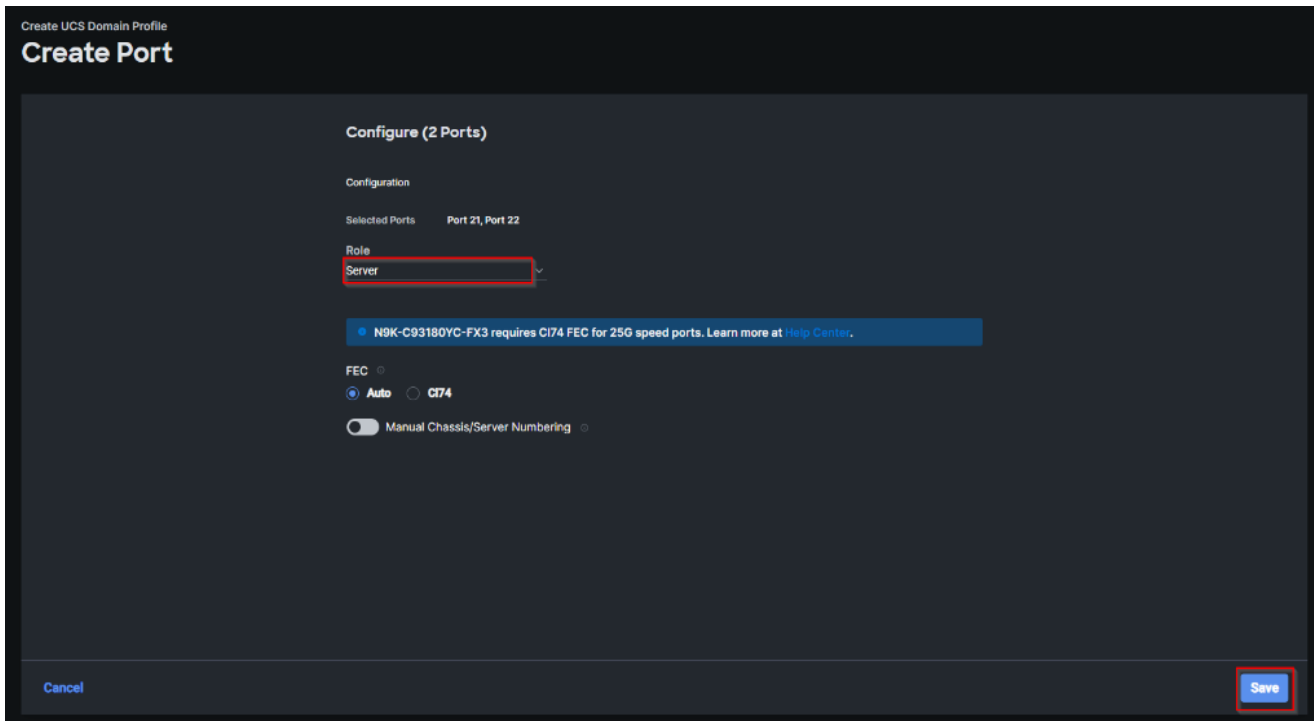 Create UCS Domain Profile
Create Port
Configure (2 Ports)
Configuration
Selected Ports Port 21, Port 22
Role
Server
N9K-C93180YC-FX3 requires Cl74 FEC for 25G speed ports. Learn more at Help Center.
FEC
Auto Cl74
Manual Chassis/Server Numbering
Cancel Save